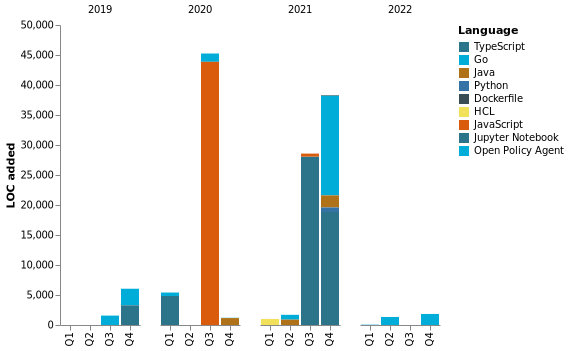 2019 2020 2021 2022
Language
TypeScript
Go
Java
Python
Dockerfile
HCL
JavaScript
Jupyter Notebook
Open Policy Agent
LOC added
50,000
45,000
40,000
35,000
30,000
25,000
20,000
15,000
10,000
5,000
0
Q1 Q2 Q3 Q4 Q1 Q2 Q3 Q4 Q1 Q2 Q3 Q4 Q1 Q2 Q3 Q4